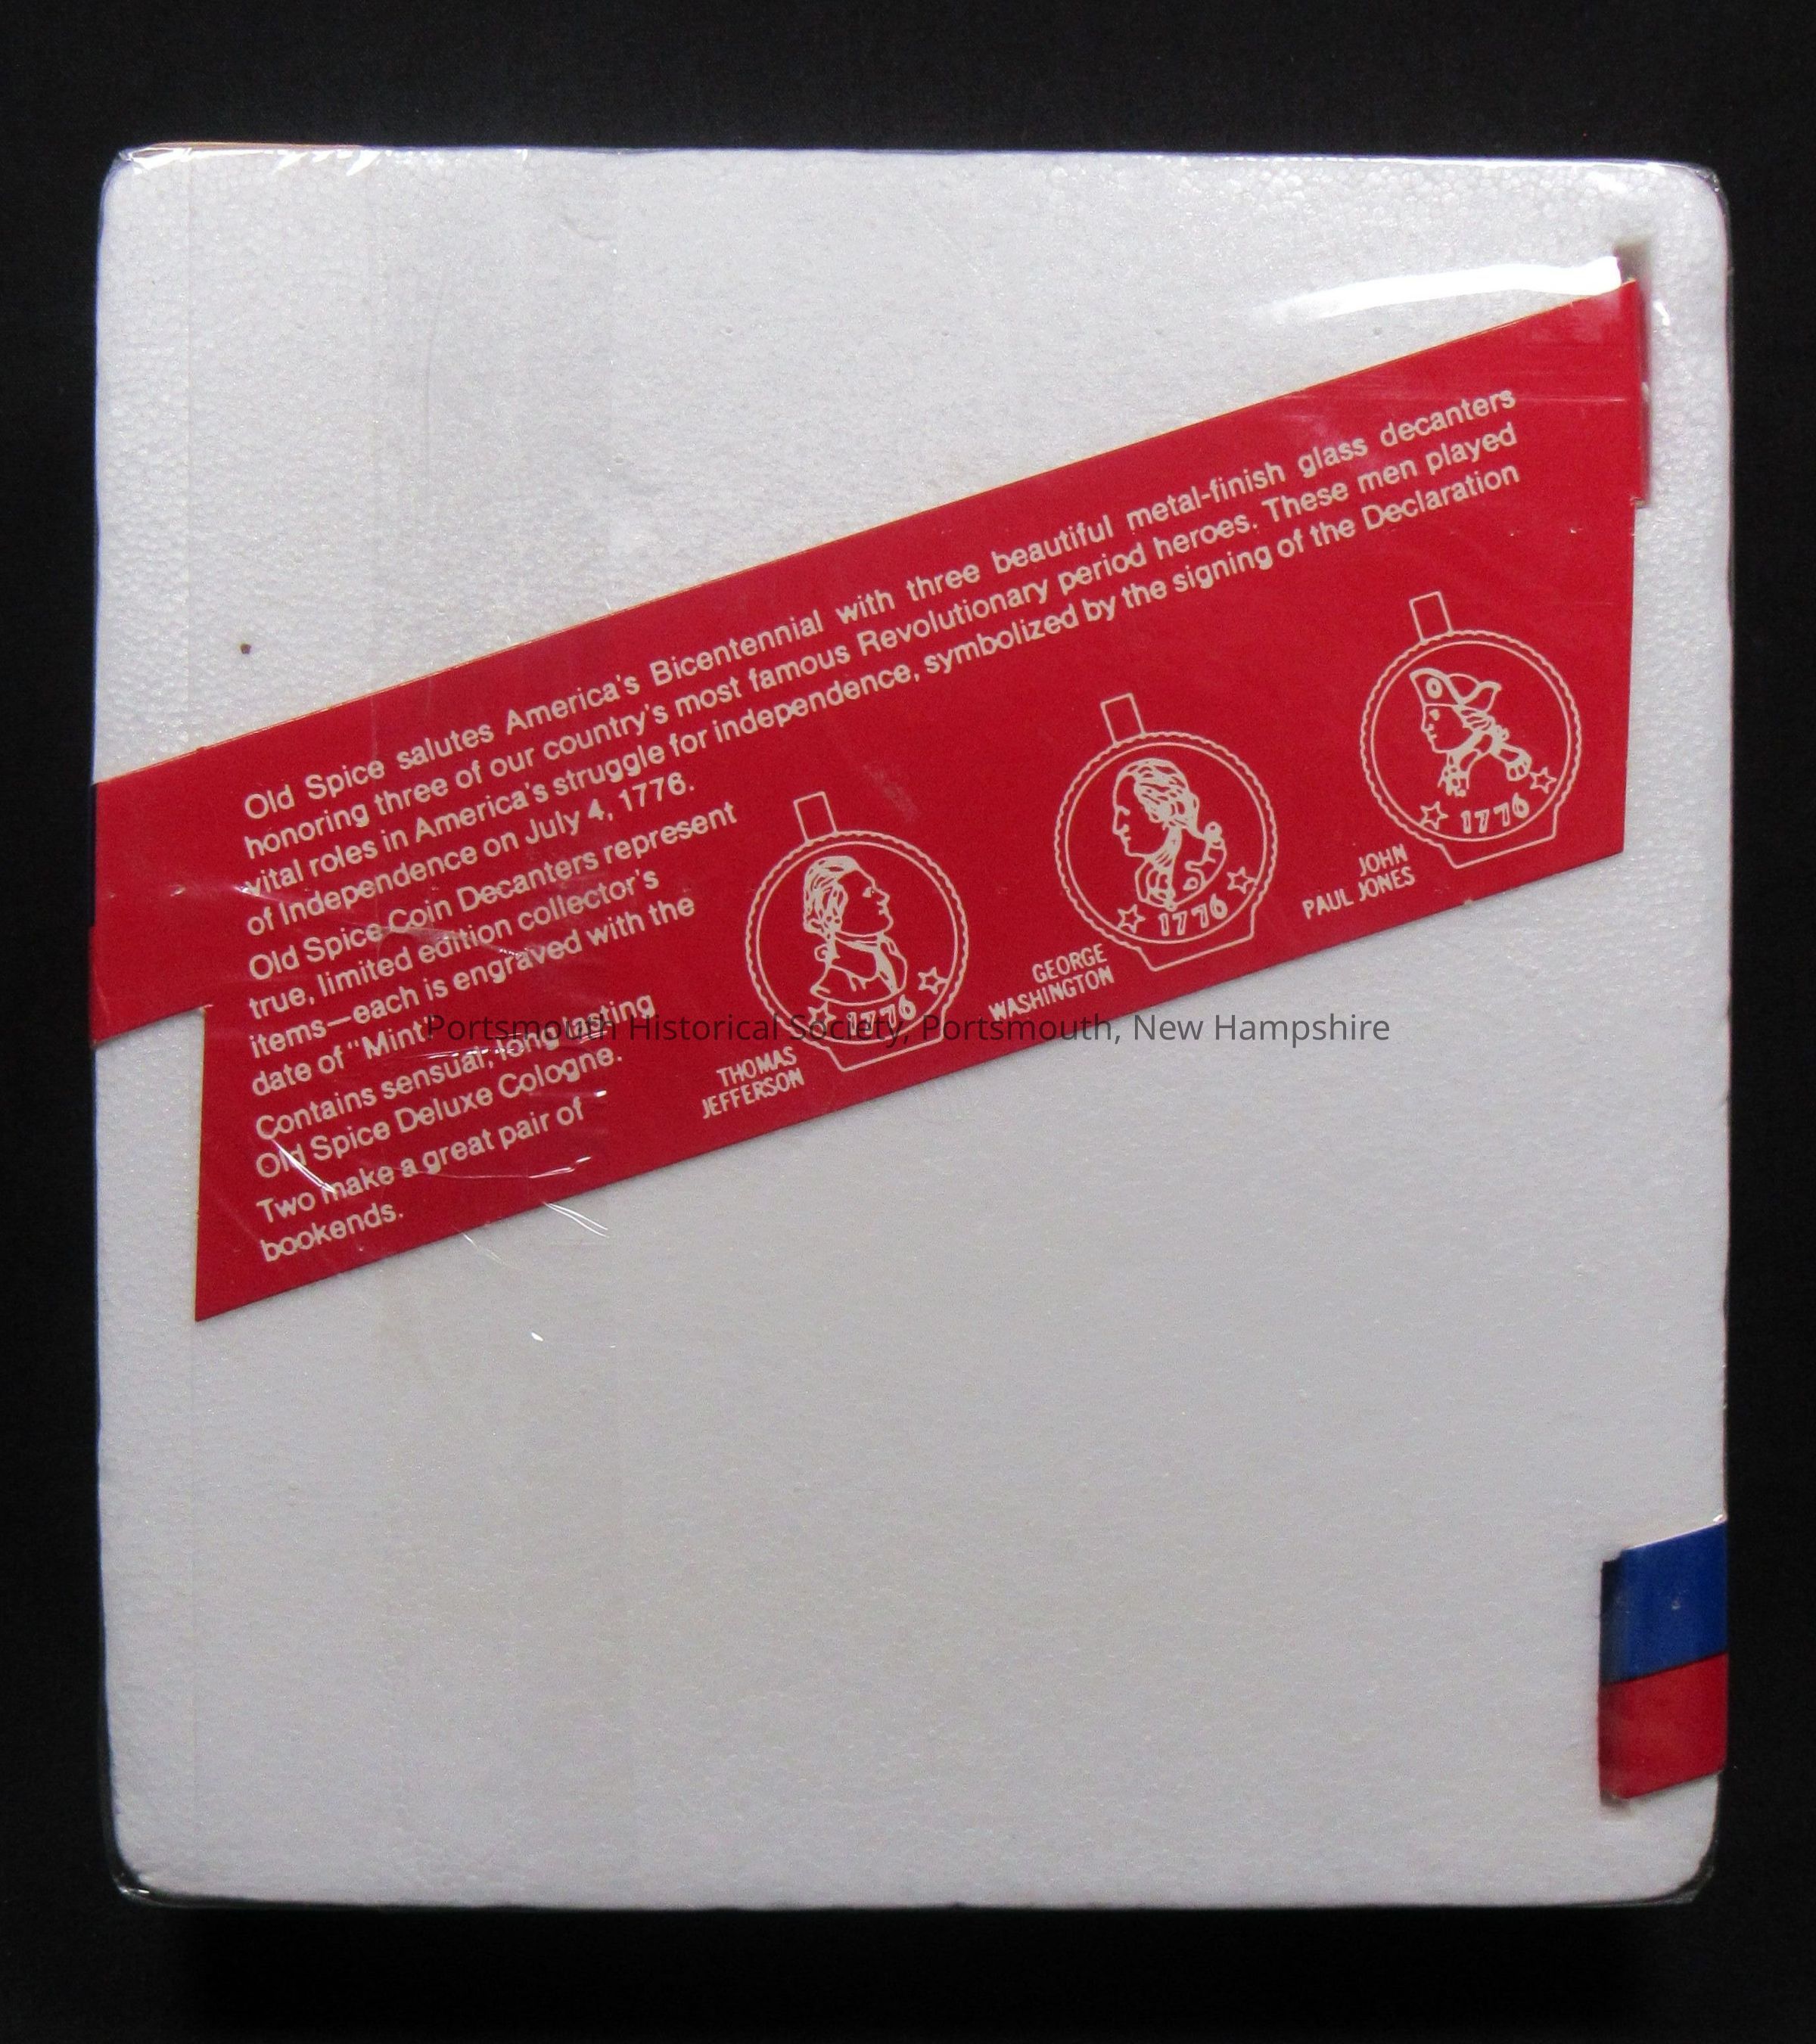 Old Spice salutes America's Bicentennial with three beautiful metal-finish glass decanters
honoring three of our country's most famous Revolutionary period heroes. These men played
vital roles in America's struggle for independence, symbolized by the signing of the Declaration
of Independence on July 4, 1776.
Old Spice Coin Decanters represent
true, limited edition collector's
items—each is engraved with the
date of "Mint"
Contains sensual, long lasting
Old Spice Deluxe Cologne.
Two make a great pair of
bookends.
1776
THOMAS
JEFFERSON
1776
GEORGE
WASHINGTON
1776
JOHN
PAUL JONES
Portsmouth Historical Society, Portsmouth, New Hampshire